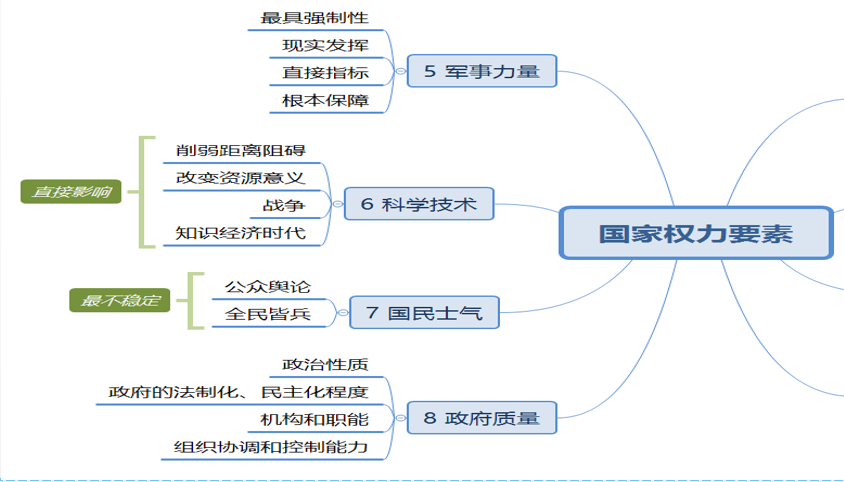 最具强制性
现实发挥
直接指标
根本保障
5 军事力量
削弱距离阻碍
改变资源意义
战争
知识经济时代
直接影响
6 科学技术
国家权力要素
公众舆论
全民皆兵
最不稳定
7 国民士气
政治性质
政府的法制化、民主化程度
机构和职能
组织协调和控制能力
8 政府质量